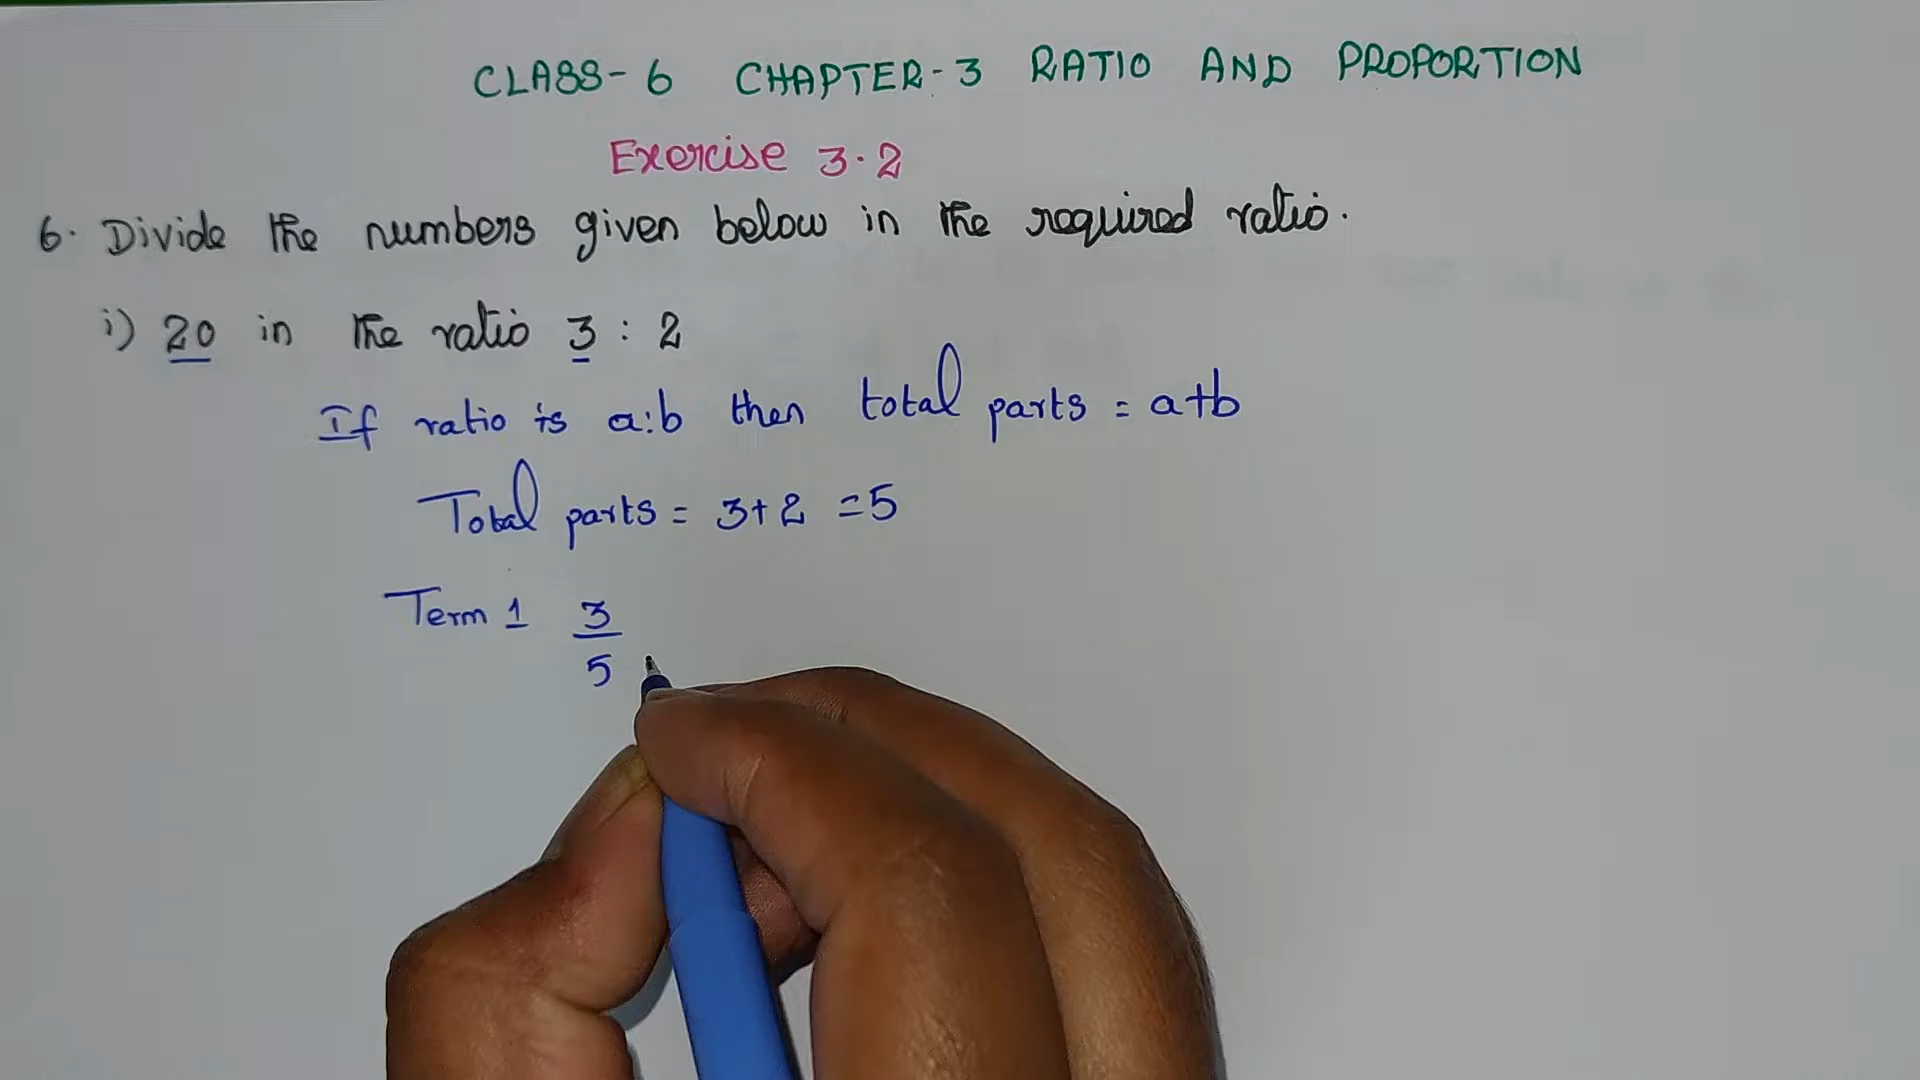 CLASS-6 CHAPTER-3 RATIO AND PROPORTION
Exercise 3.2
6. Divide the numbers given below in the required ratio.
i) 20 in the ratio 3 : 2
If ratio is a:b then total parts = a+b
Total parts = 3+2 =5
Term 1 3/5